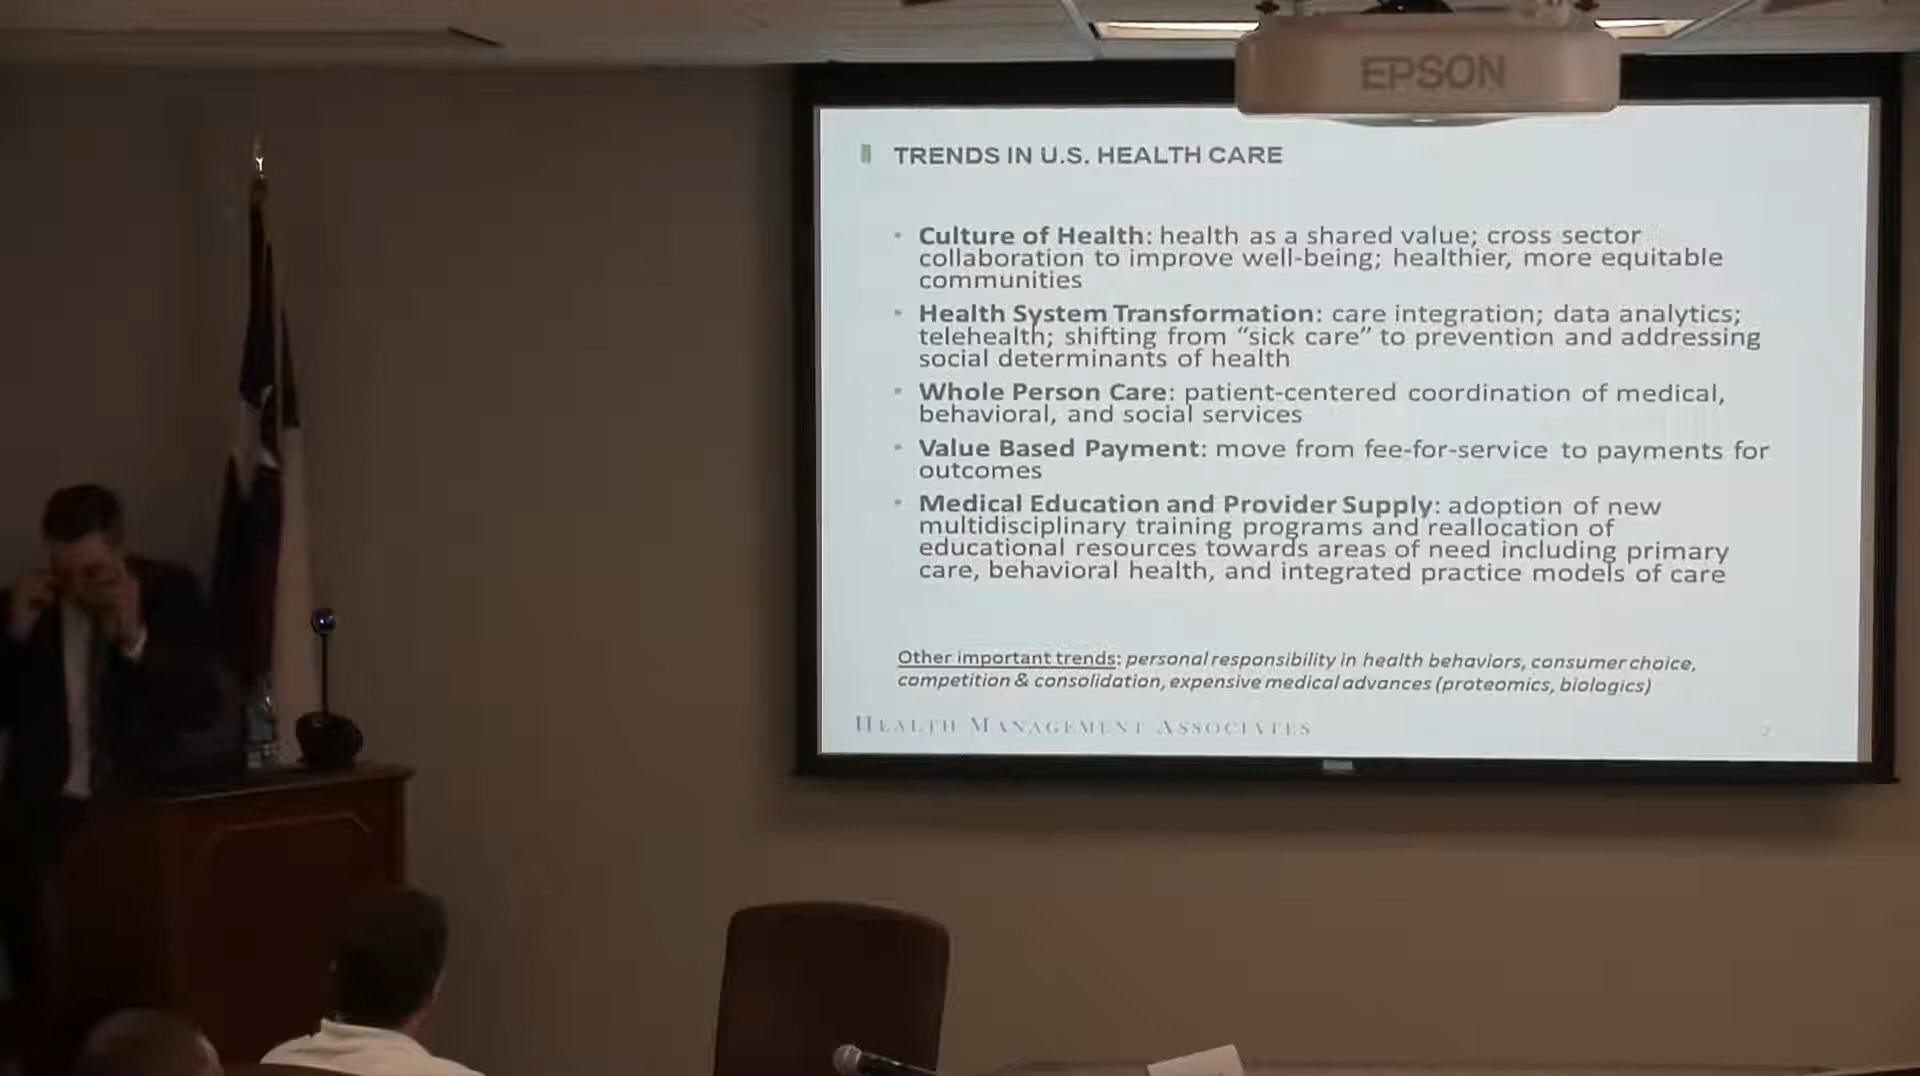 EPSON
TRENDS IN U.S. HEALTH CARE
• Culture of Health: health as a shared value; cross sector
collaboration to improve well-being; healthier, more equitable
communities
• Health System Transformation: care integration; data analytics;
telehealth; shifting from “sick care” to prevention and addressing
social determinants of health
• Whole Person Care: patient-centered coordination of medical,
behavioral, and social services
• Value Based Payment: move from fee-for-service to payments for
outcomes
• Medical Education and Provider Supply: adoption of new
multidisciplinary training programs and reallocation of
educational resources towards areas of need including primary
care, behavioral health, and integrated practice models of care
Other important trends: personal responsibility in health behaviors, consumer choice,
competition & consolidation, expensive medical advances (proteomics, biologics)
HEALTH MANAGEMENT ASSOCIATES